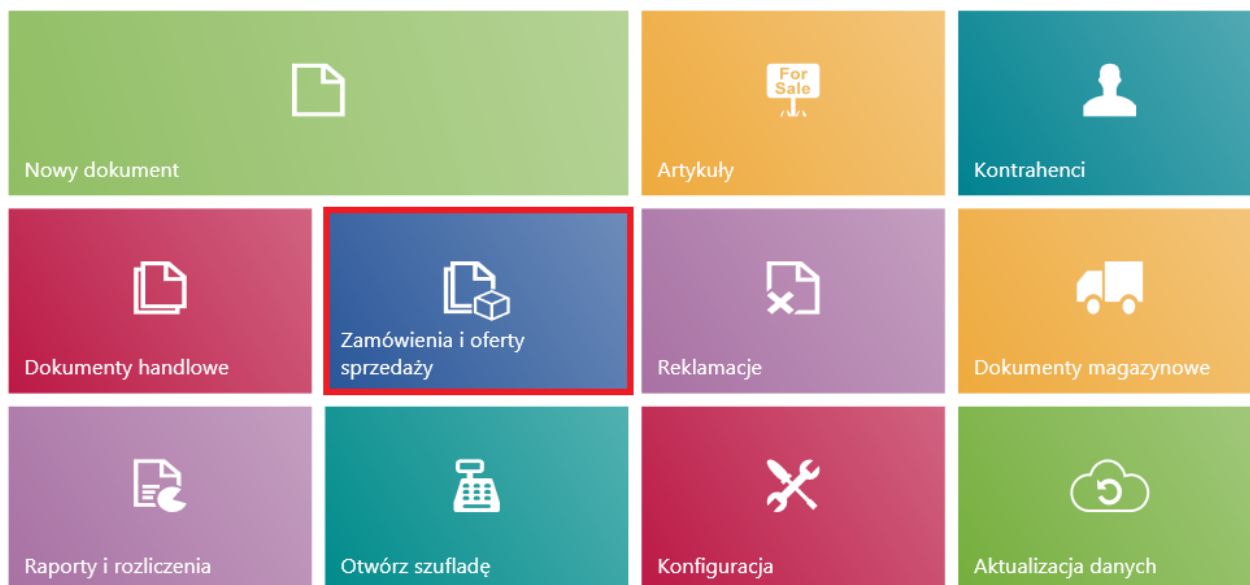 For
Sale
Nowy dokument
Artykuły
Kontrahenci
Dokumenty handlowe
Zamówienia i oferty
sprzedaży
Reklamacje
Dokumenty magazynowe
Raporty i rozliczenia
Otwórz szufladę
Konfiguracja
Aktualizacja danych